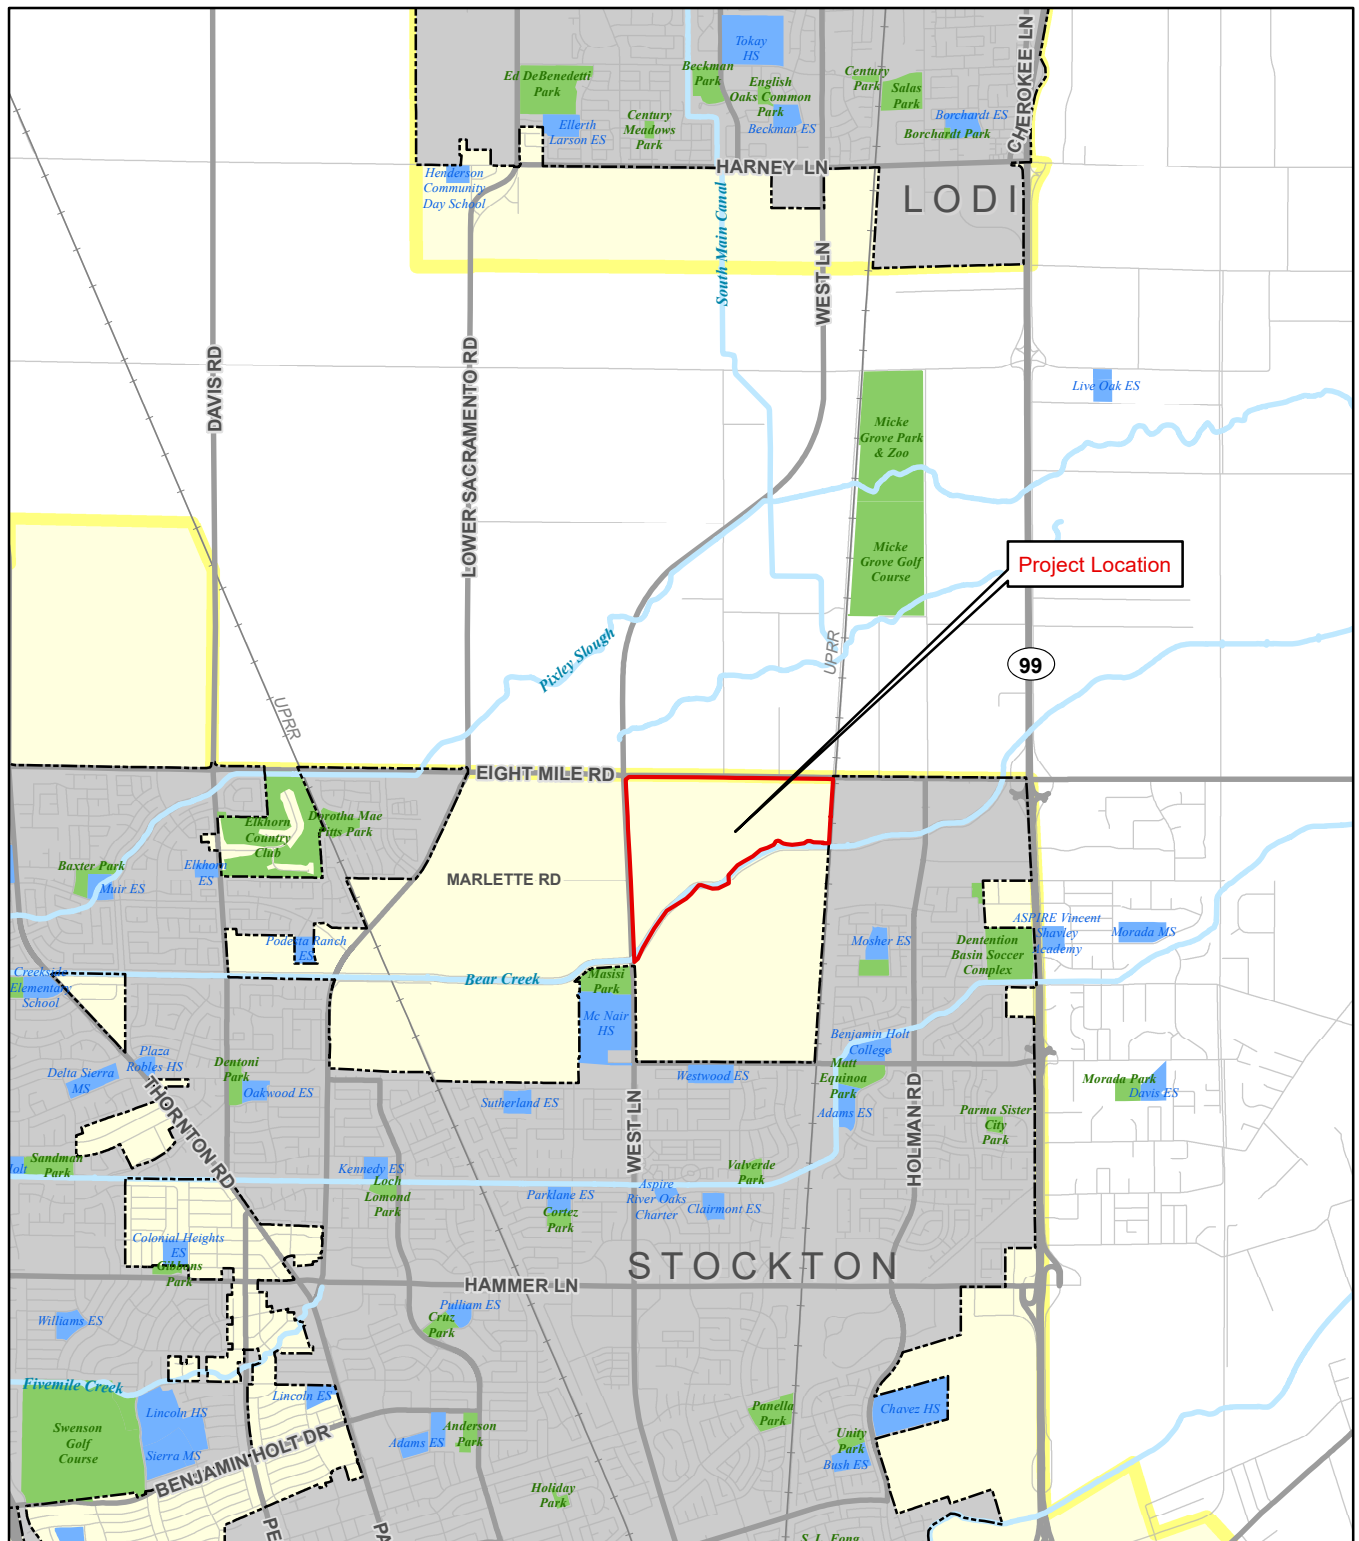 Tokay
HS
CHEROKEE LN
Ed DeBenedetti
Park
Beckman
Park
English
Oaks Common
Park
Century
Park
Salas
Park
Ellerth
Larson ES
Century
Meadows
Park
Beckman ES
Borchardt ES
Borchardt Park
HARNEY LN
Henderson
Community
Day School
LODI
South Main Canal
WEST LN
DAVIS RD
LOWER SACRAMENTO RD
Live Oak ES
Micke
Grove Park
& Zoo
Micke
Grove Golf
Course
Project Location
Pixley Slough
UPRR
99
UPRR
EIGHT MILE RD
Elkhorn
Country
Club
Dorotha Mae
Pitts Park
Baxter Park
Muir ES
Elkhorn
ES
MARLETTE RD
Podesta Ranch
ES
Mosher ES
Dentention
Basin Soccer
Complex
ASPIRE Vincent
Shavley
Academy
Morada MS
Creekside
Elementary
School
Bear Creek
Masisi
Park
Mc Nair
HS
Benjamin Holt
College
Plaza
Robles HS
Delta Sierra
MS
Dentoni
Park
Oakwood ES
Sutherland ES
Westwood ES
Matt
Equinoa
Park
Adams ES
Morada Park
Davis ES
THORNTON RD
WEST LN
HOLMAN RD
Parma Sister
City
Park
Holt
Sandman
Park
Kennedy ES
Loch
Lomond
Park
Parklane ES
Cortez
Park
Aspire
River Oaks
Charter
Valverde
Park
Clairmont ES
Colonial Heights
ES
Gibbons
Park
STOCKTON
HAMMER LN
Williams ES
Pulliam ES
Cruz
Park
Fivemile Creek
Lincoln HS
Lincoln ES
Swenson
Golf
Course
Sierra MS
BENJAMIN HOLT DR
Adams ES
Anderson
Park
Panella
Park
Chavez HS
Unity
Park
Bush ES
Holiday
Park
PE
PA
S. L. Fong